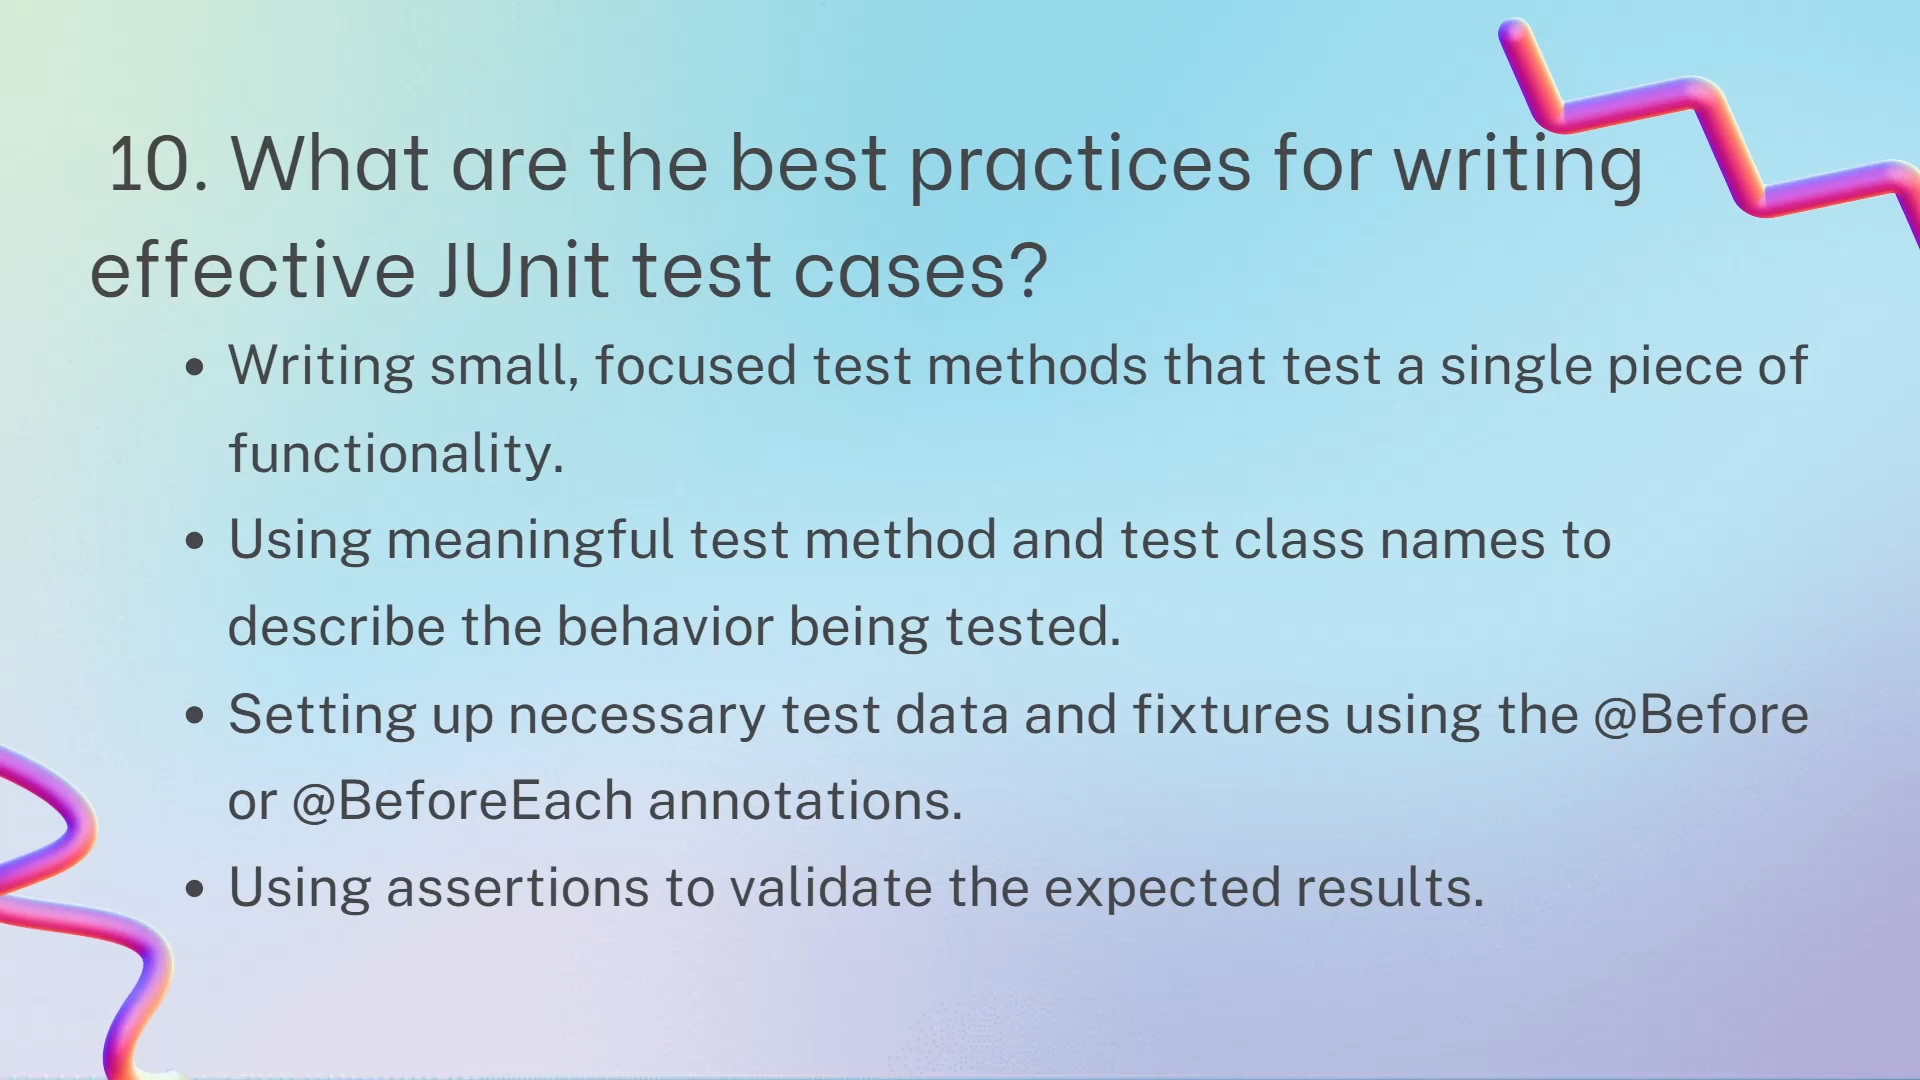 10. What are the best practices for writing
effective JUnit test cases?
• Writing small, focused test methods that test a single piece of
functionality.
• Using meaningful test method and test class names to
describe the behavior being tested.
• Setting up necessary test data and fixtures using the @Before
or @BeforeEach annotations.
• Using assertions to validate the expected results.